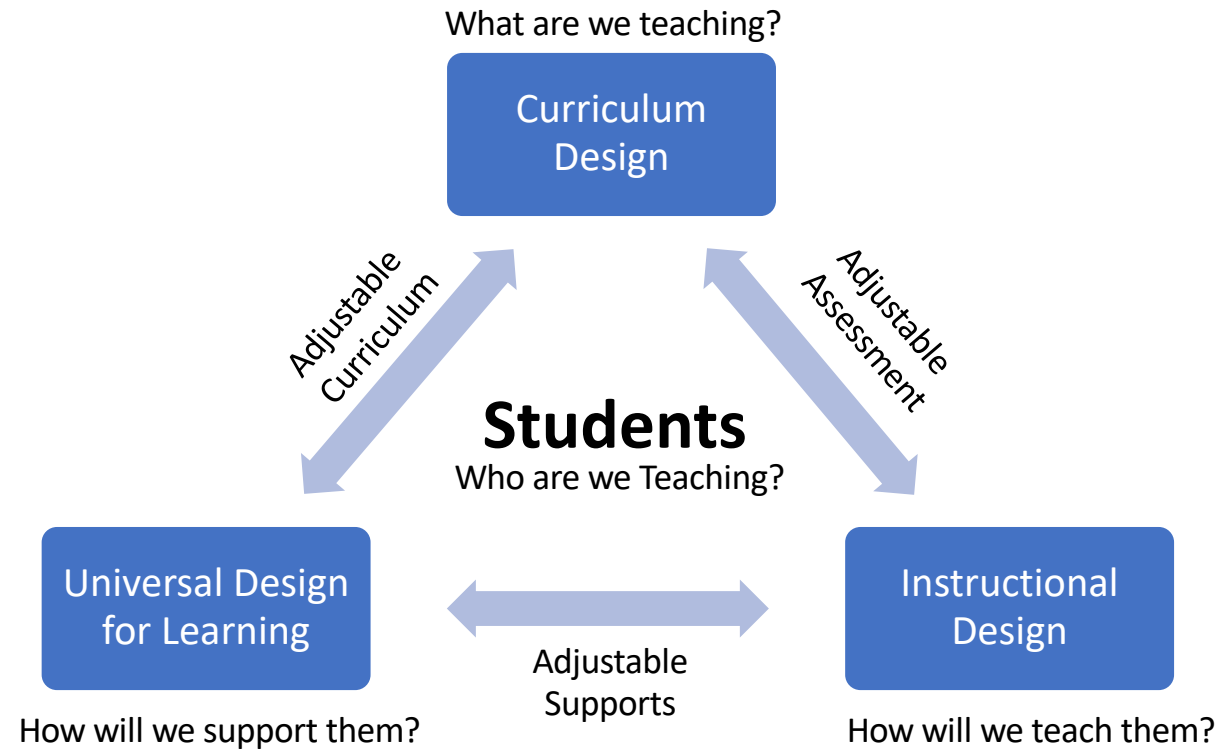 What are we teaching?
Curriculum
Design
Adjustable
Curriculum
Adjustable
Assessment
Students
Who are we Teaching?
Universal Design
for Learning
Instructional
Design
Adjustable
Supports
How will we support them?
How will we teach them?